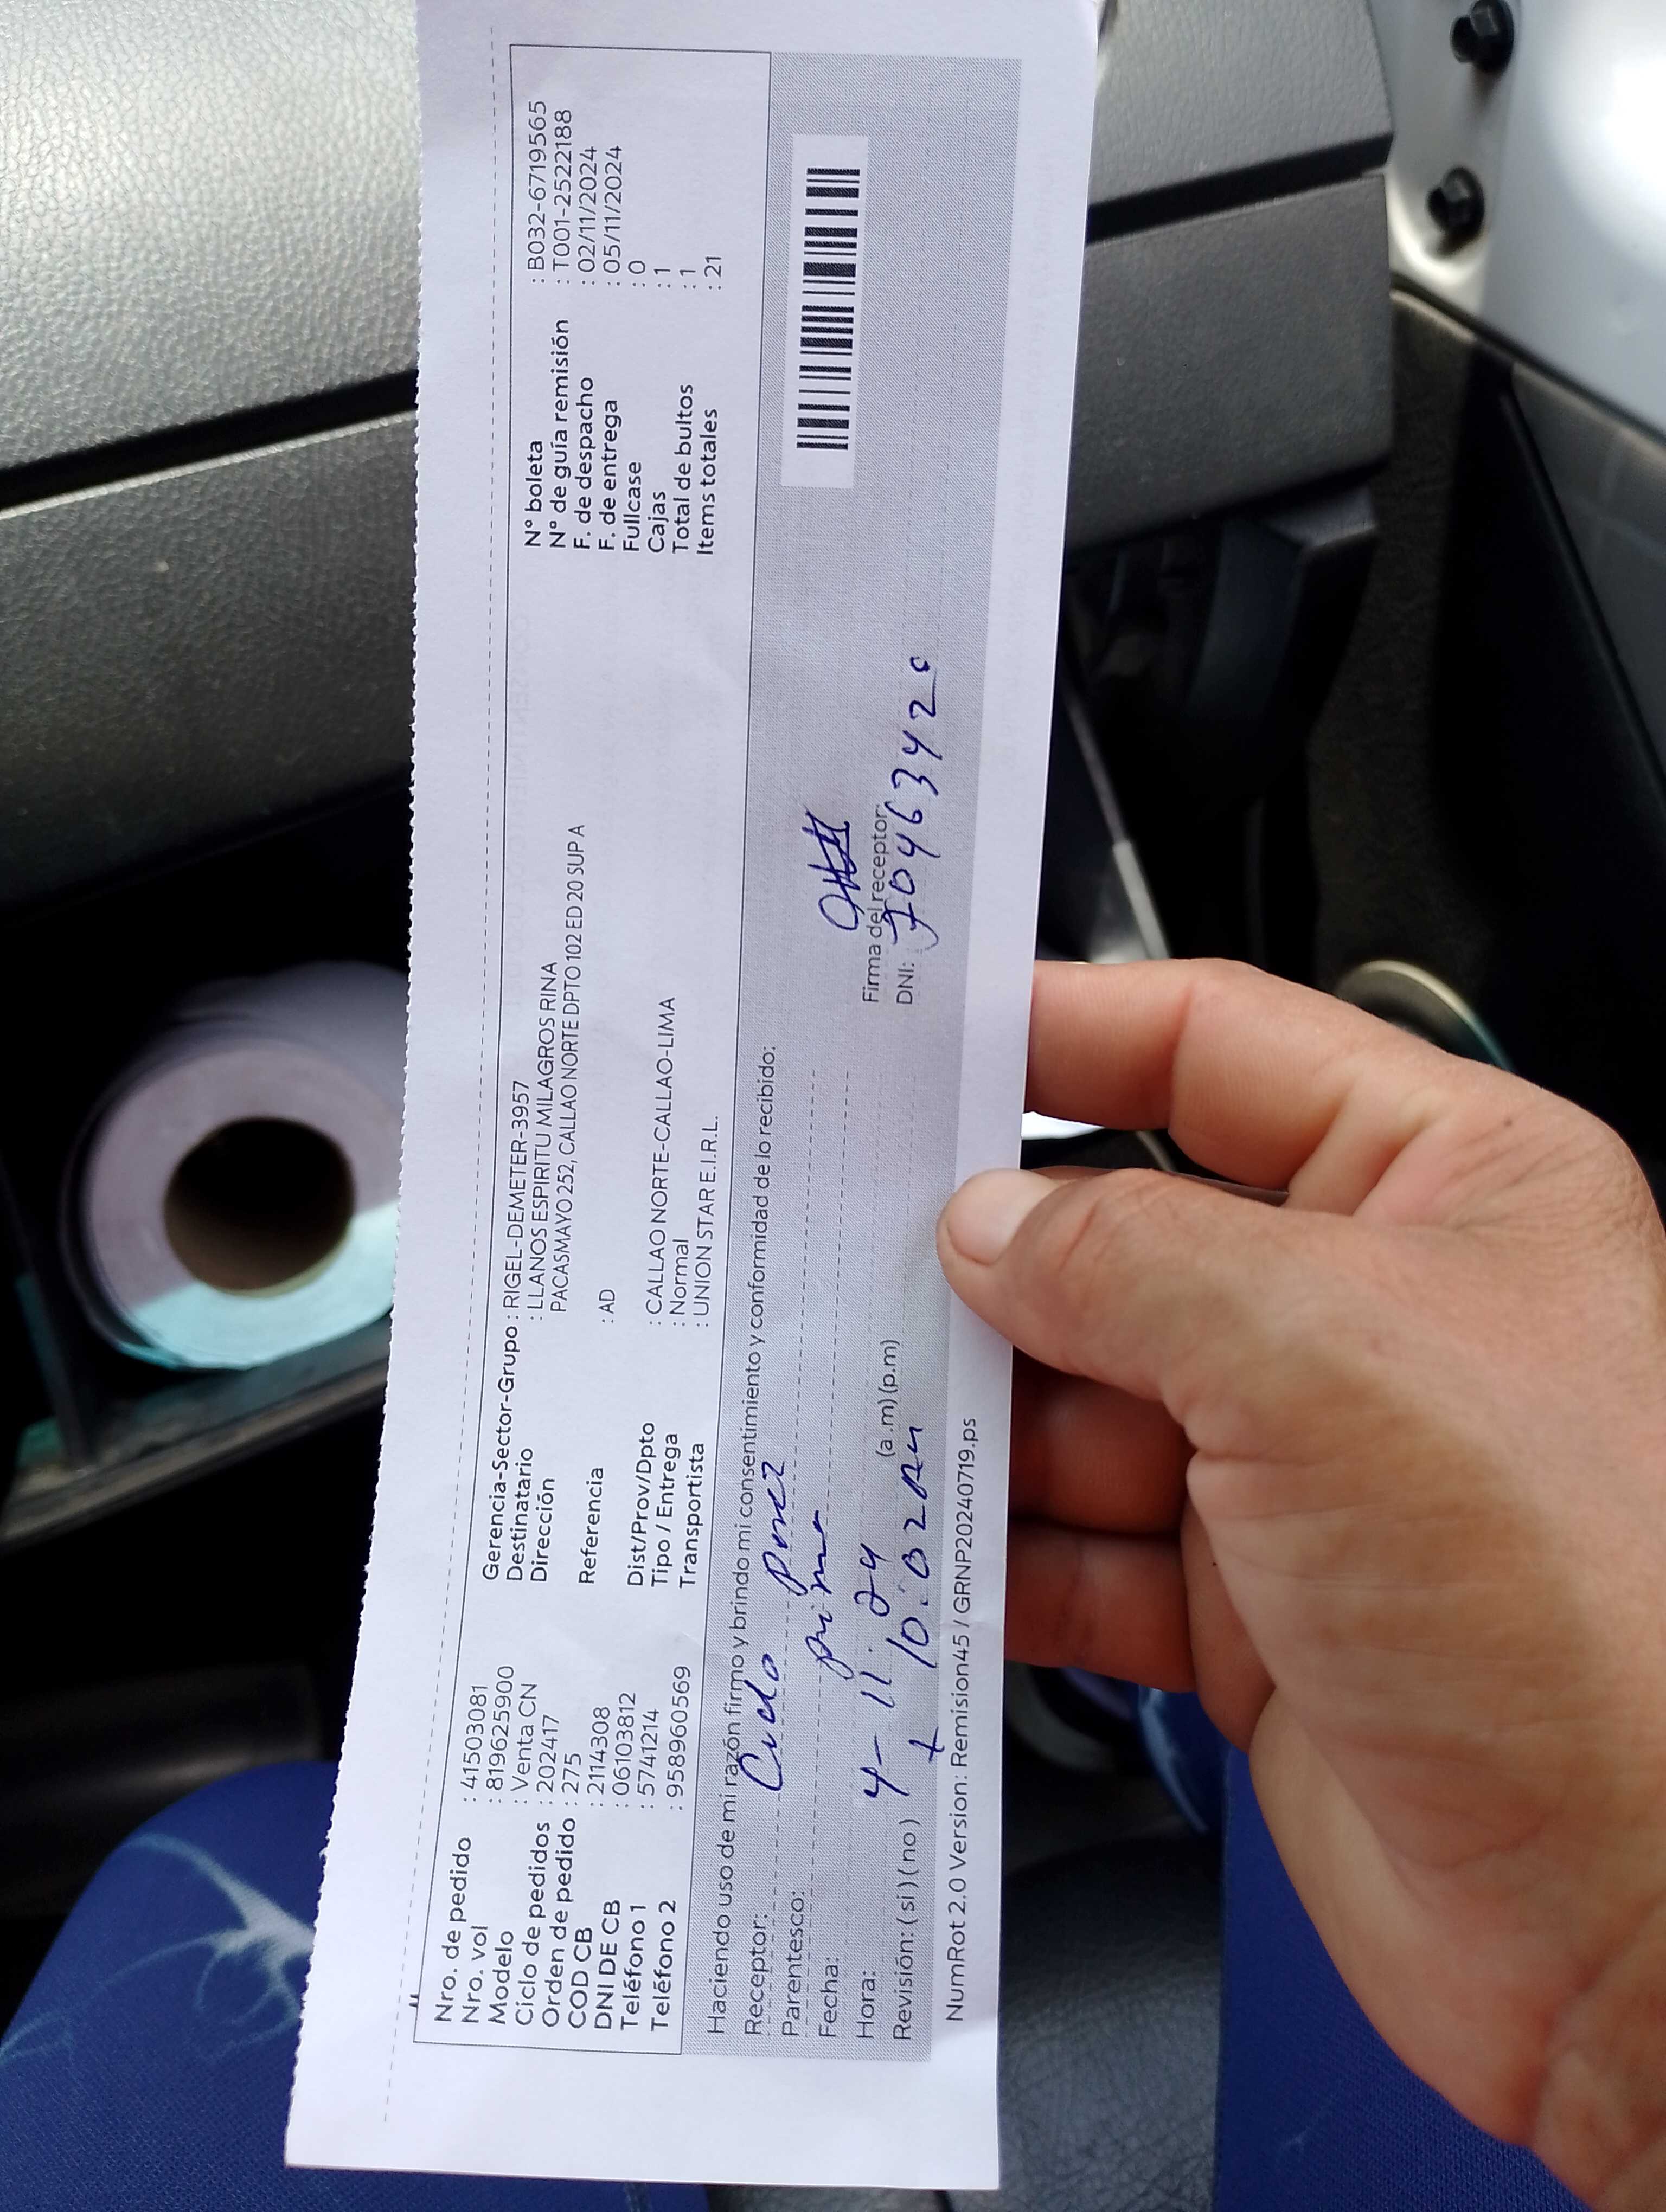 Nro. de pedido : 41503081
Nro. vol : 8196259​00
Modelo : Venta CN
Ciclo de pedidos : 202417
Orden de pedido : 275
COD CB : 2114308
DNI DE CB : 06103812
Teléfono 1 : 5741214
Teléfono 2 : 958960569
Gerencia-Sector-Grupo : RIGEL-DEMETER-3957
Destinatario : LLANOS ESPIRITU MILAGROS RINA
Dirección PACASMAYO 252, CALLAO NORTE DPTO 102 ED 20 SUP A
Referencia : AD
Dist/Prov/Dpto : CALLAO NORTE-CALLAO-LIMA
Tipo / Entrega : Normal
Transportista : UNION STAR E.I.R.L.
N° boleta : B032-6719565
N° de guía remisión : T001-2522188
F. de despacho : 02/11/2024
F. de entrega : 05/11/2024
Fullcase : 0
Cajas : 1
Total de bultos : 1
Items totales : 21
Haciendo uso de mi razón firmo y brindo mi consentimiento y conformidad de lo recibido:
Receptor:
Parentesco: primo
Fecha: 4-11.24
Hora: 10:02 AM (a.m) (p.m)
Revisión: (si) (no)
Firma del receptor:
DNI: 70463420
NumRot 2.0 Version: Remision45 / GRNP20240719.ps